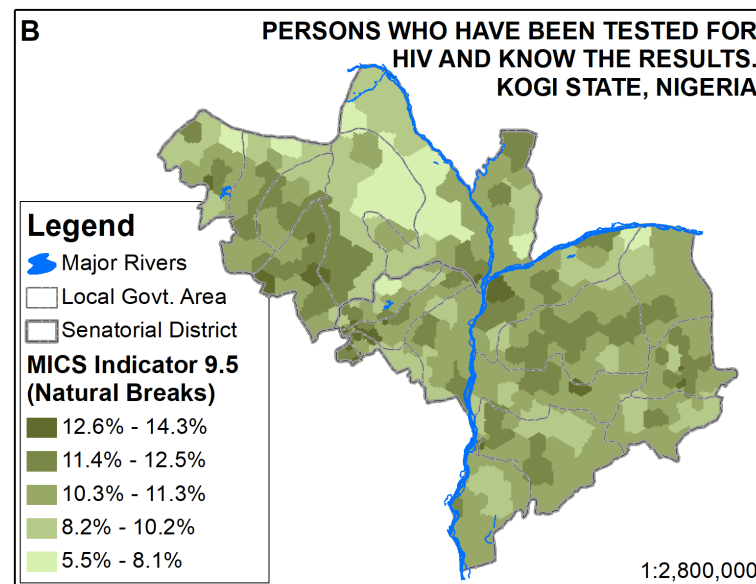 B
PERSONS WHO HAVE BEEN TESTED FOR
HIV AND KNOW THE RESULTS.
KOGI STATE, NIGERIA
Legend
Major Rivers
Local Govt. Area
Senatorial District
MICS Indicator 9.5
(Natural Breaks)
12.6% - 14.3%
11.4% - 12.5%
10.3% - 11.3%
8.2% - 10.2%
5.5% - 8.1%
1:2,800,000